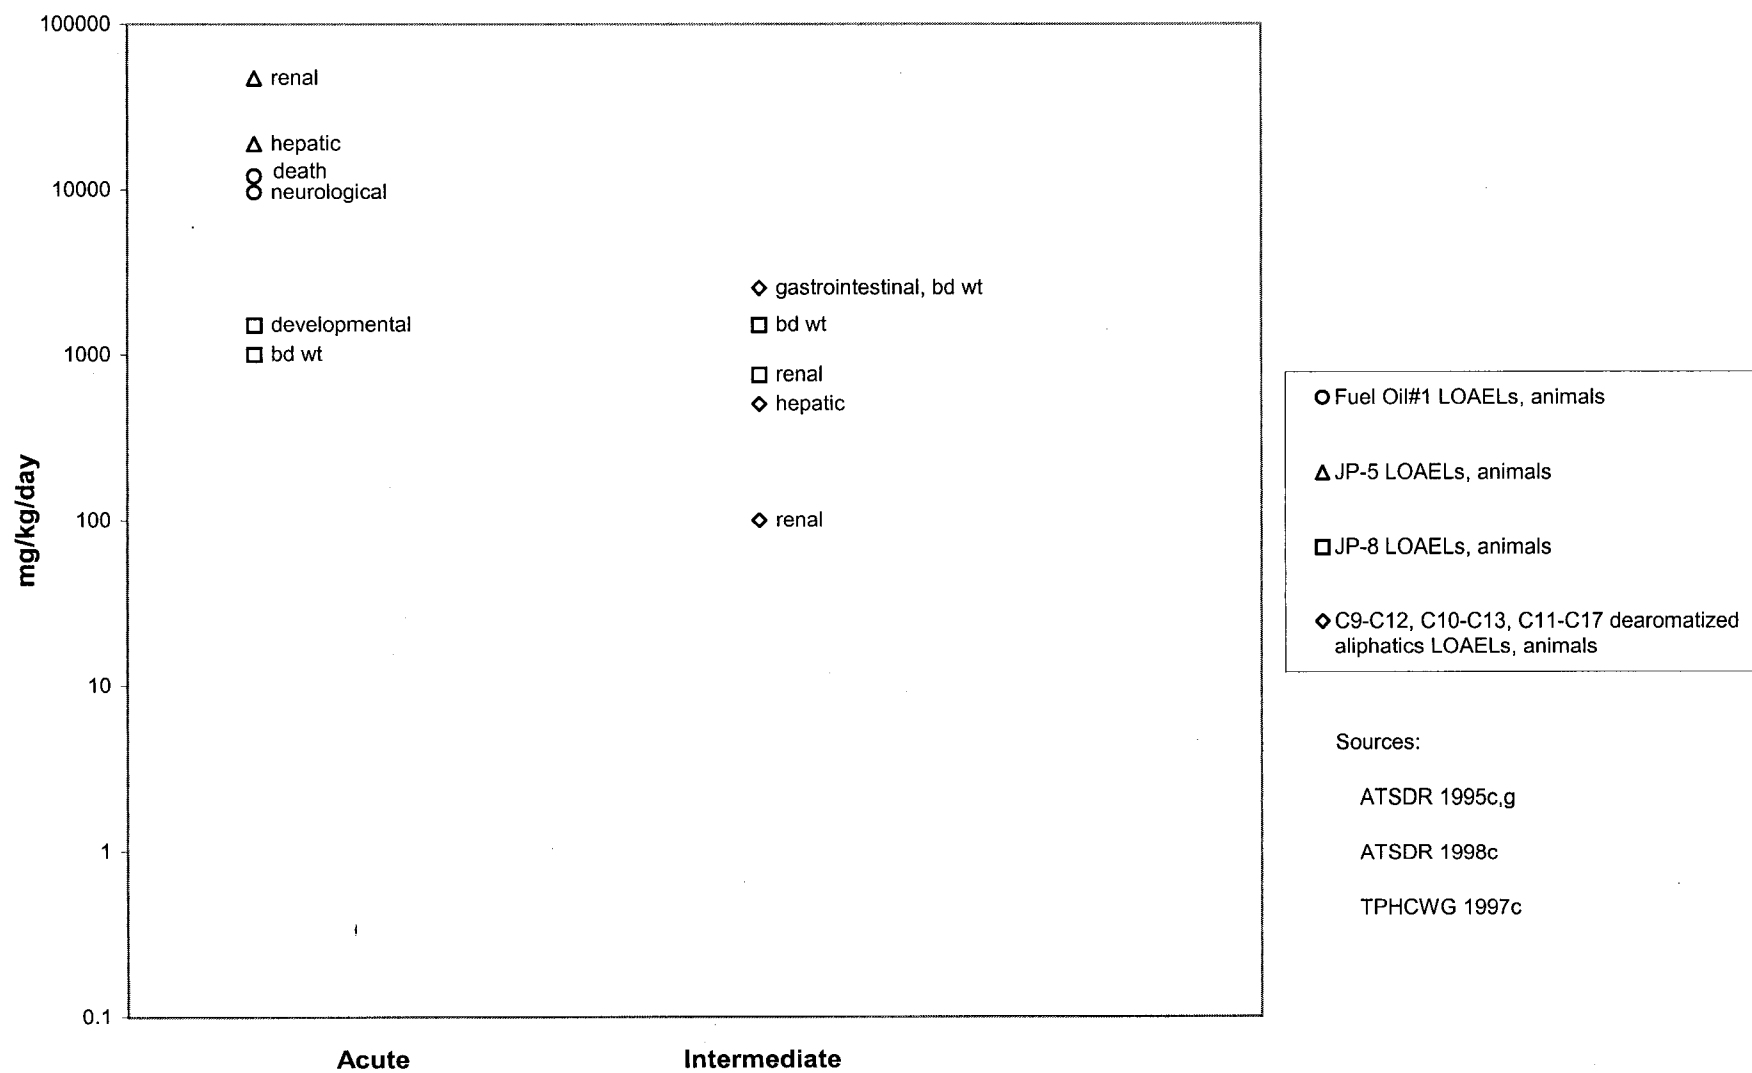 100000
10000
1000
100
10
1
0.1
mg/kg/day
renal
hepatic
death
neurological
developmental
bd wt
gastrointestinal, bd wt
bd wt
renal
hepatic
renal
Acute
Intermediate
Fuel Oil#1 LOAELs, animals
JP-5 LOAELs, animals
JP-8 LOAELs, animals
C9-C12, C10-C13, C11-C17 dearomatized
aliphatics LOAELs, animals
Sources:
ATSDR 1995c,g
ATSDR 1998c
TPHCWG 1997c